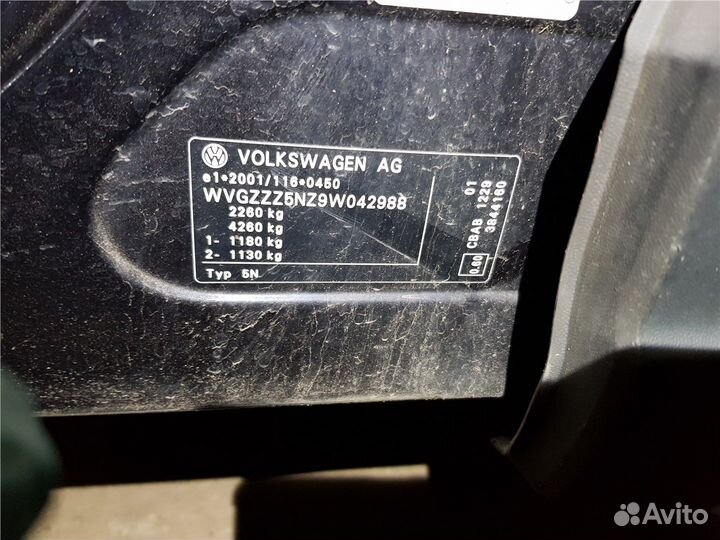 VOLKSWAGEN AG
e1*2001/116*0450
WVGZZZ5NZ9W042988
2260 kg
4260 kg
1- 1180 kg
2- 1130 kg
Typ 5N
01
CBAB 1229
3844160
0.60
Avito